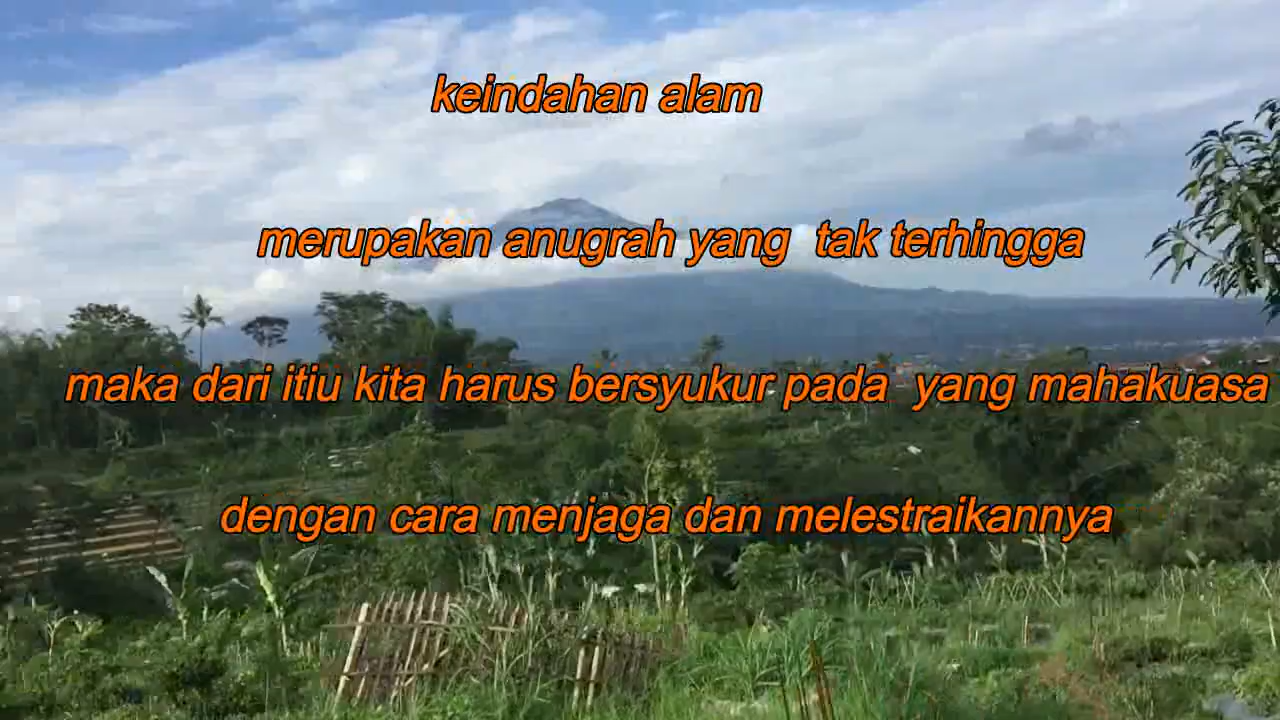 keindahan alam
merupakan anugrah yang tak terhingga
maka dari itiu kita harus bersyukur pada yang mahakuasa
dengan cara menjaga dan melestraikannya